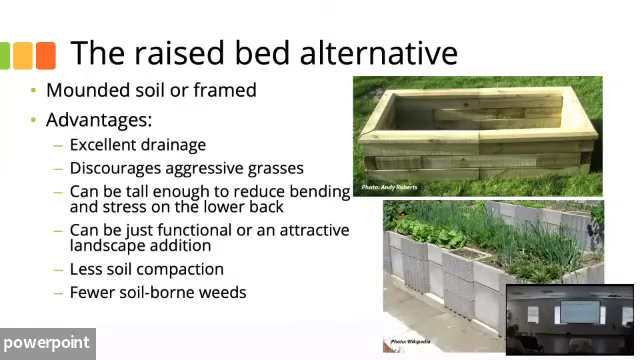 The raised bed alternative
• Mounded soil or framed
• Advantages:
– Excellent drainage
– Discourages aggressive grasses
– Can be tall enough to reduce bending
and stress on the lower back
– Can be just functional or an attractive
landscape addition
– Less soil compaction
– Fewer soil-borne weeds
Photo: Andy Roberts
Photo: Wikipedia
powerpoint